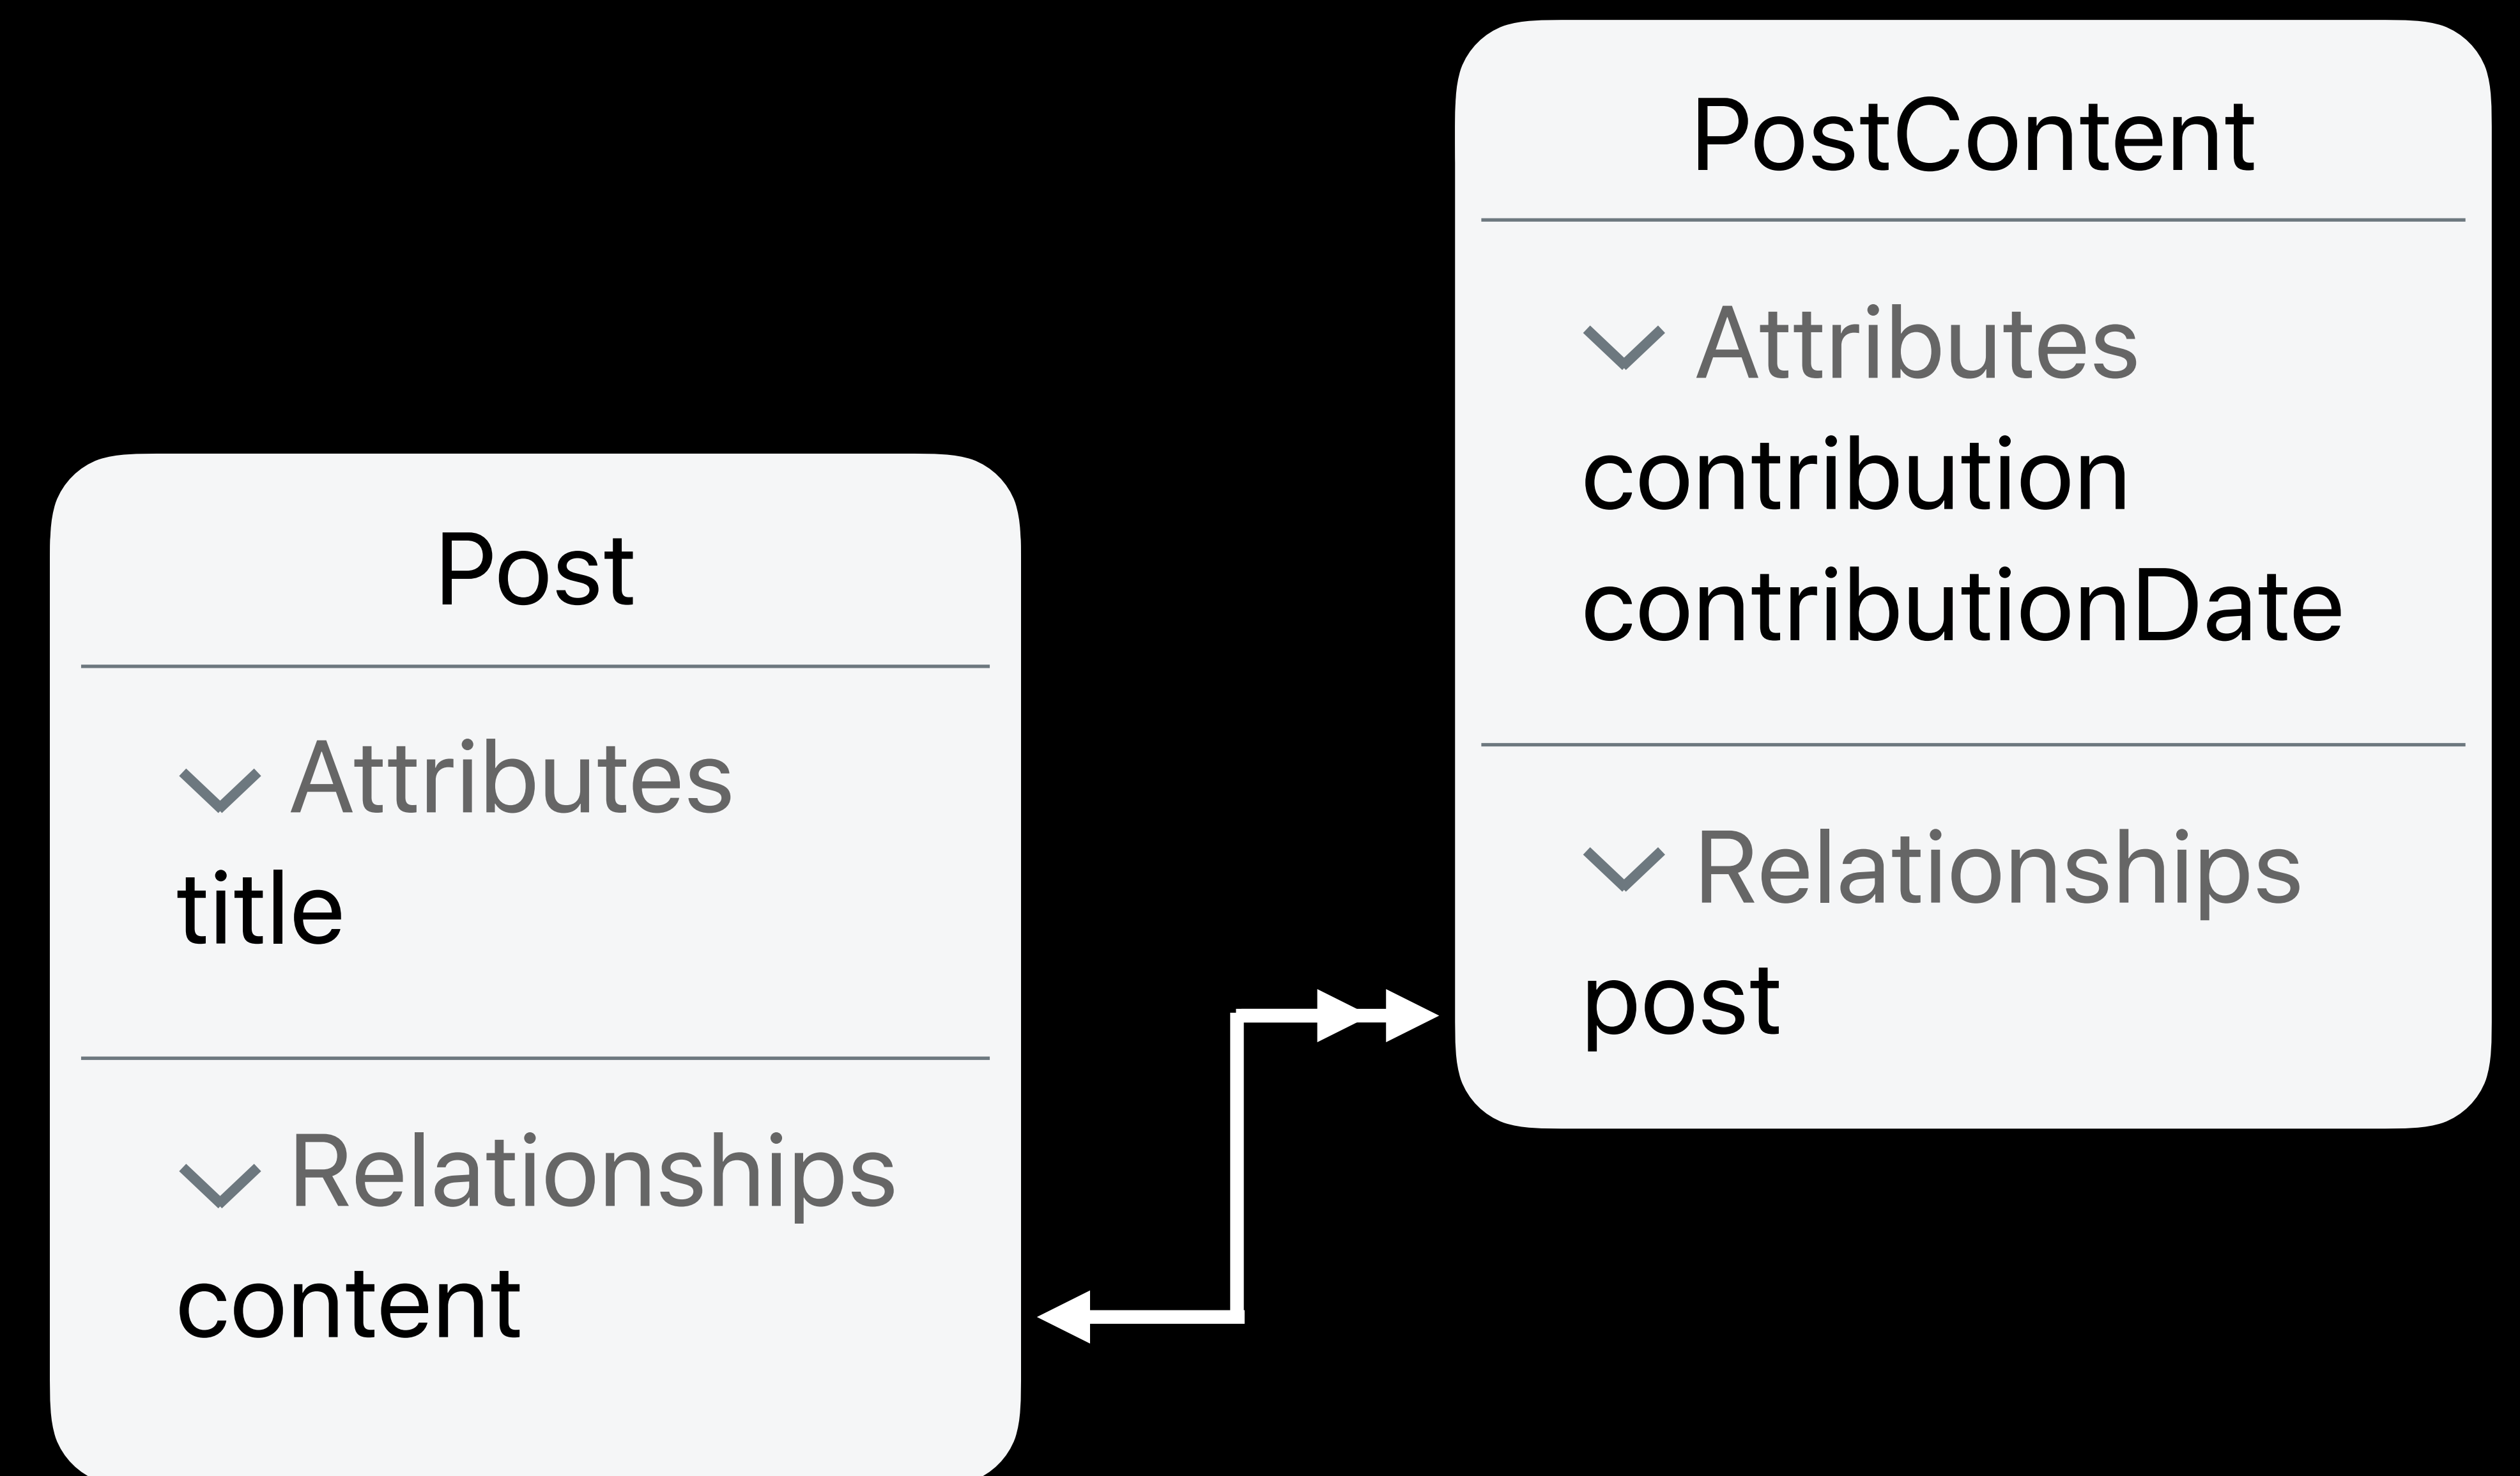 Post
Attributes
title
Relationships
content
PostContent
Attributes
contribution
contributionDate
Relationships
post